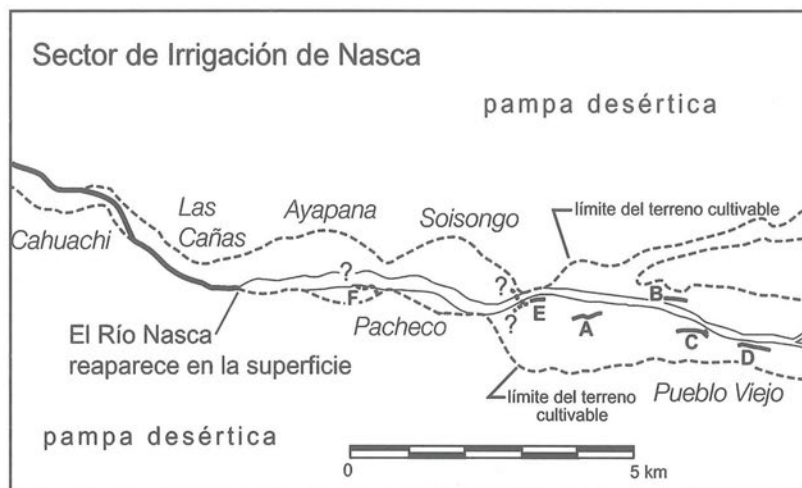 Sector de Irrigación de Nasca
pampa desértica
Las
Cañas
Ayapana
Soisongo
límite del terreno cultivable
Cahuachi
?
?
?
F
E
B
A
C
D
Pacheco
El Río Nasca
reaparece en la superficie
límite del terreno
cultivable
Pueblo Viejo
pampa desértica
0
5 km